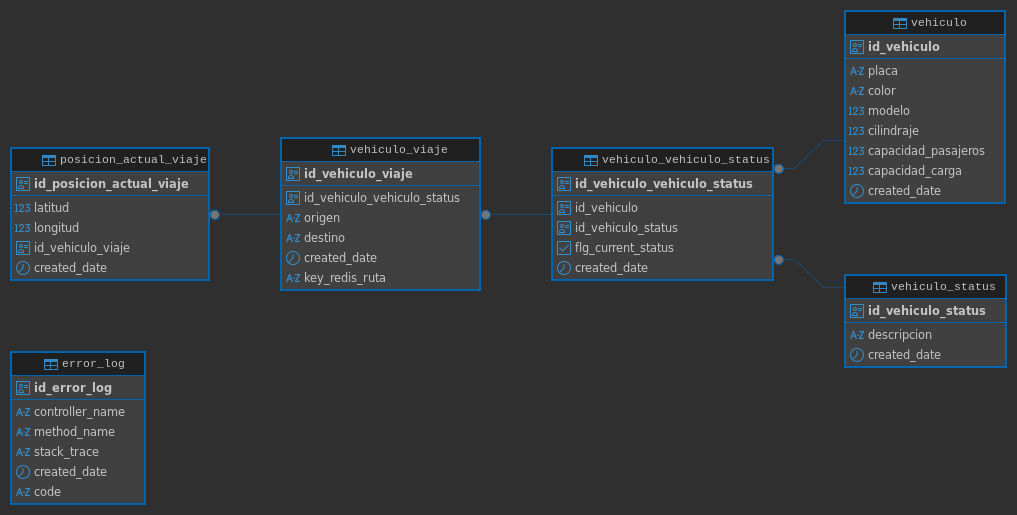 vehiculo
id_vehiculo
A-Z placa
A-Z color
123 modelo
123 cilindraje
123 capacidad_pasajeros
123 capacidad_carga
created_date
posicion_actual_viaje
id_posicion_actual_viaje
123 latitud
123 longitud
id_vehiculo_viaje
created_date
vehiculo_viaje
id_vehiculo_viaje
id_vehiculo_vehiculo_status
A-Z origen
A-Z destino
created_date
A-Z key_redis_ruta
vehiculo_vehiculo_status
id_vehiculo_vehiculo_status
id_vehiculo
id_vehiculo_status
flg_current_status
created_date
vehiculo_status
id_vehiculo_status
A-Z descripcion
created_date
error_log
id_error_log
A-Z controller_name
A-Z method_name
A-Z stack_trace
created_date
A-Z code